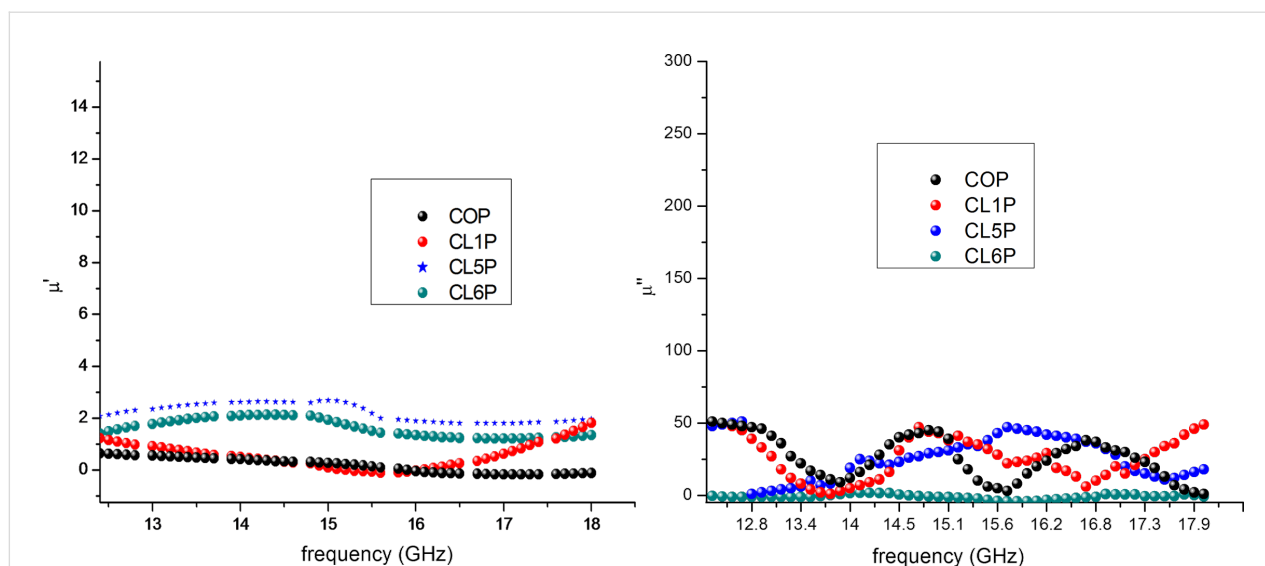 14
12
10
8
6
4
2
0
μ'
COP
CL1P
CL5P
CL6P
13 14 15 16 17 18
frequency (GHz)
300
250
200
150
100
50
0
μ"
COP
CL1P
CL5P
CL6P
12.8 13.4 14 14.5 15.1 15.6 16.2 16.8 17.3 17.9
frequency (GHz)